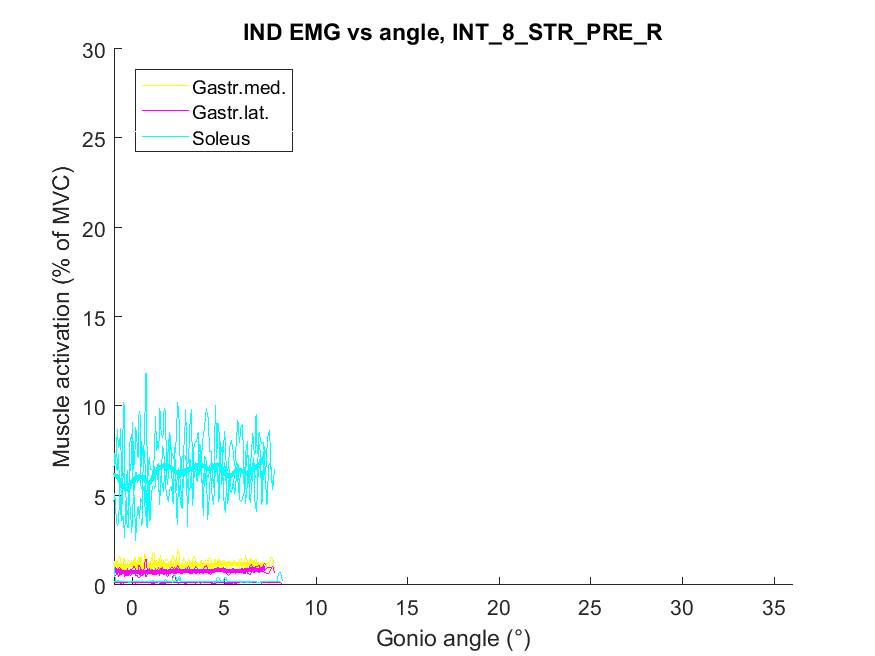 IND EMG vs angle, INT_8_STR_PRE_R
30
25
20
15
10
5
0
Muscle activation (% of MVC)
Gastr.med.
Gastr.lat.
Soleus
0 5 10 15 20 25 30 35
Gonio angle (°)